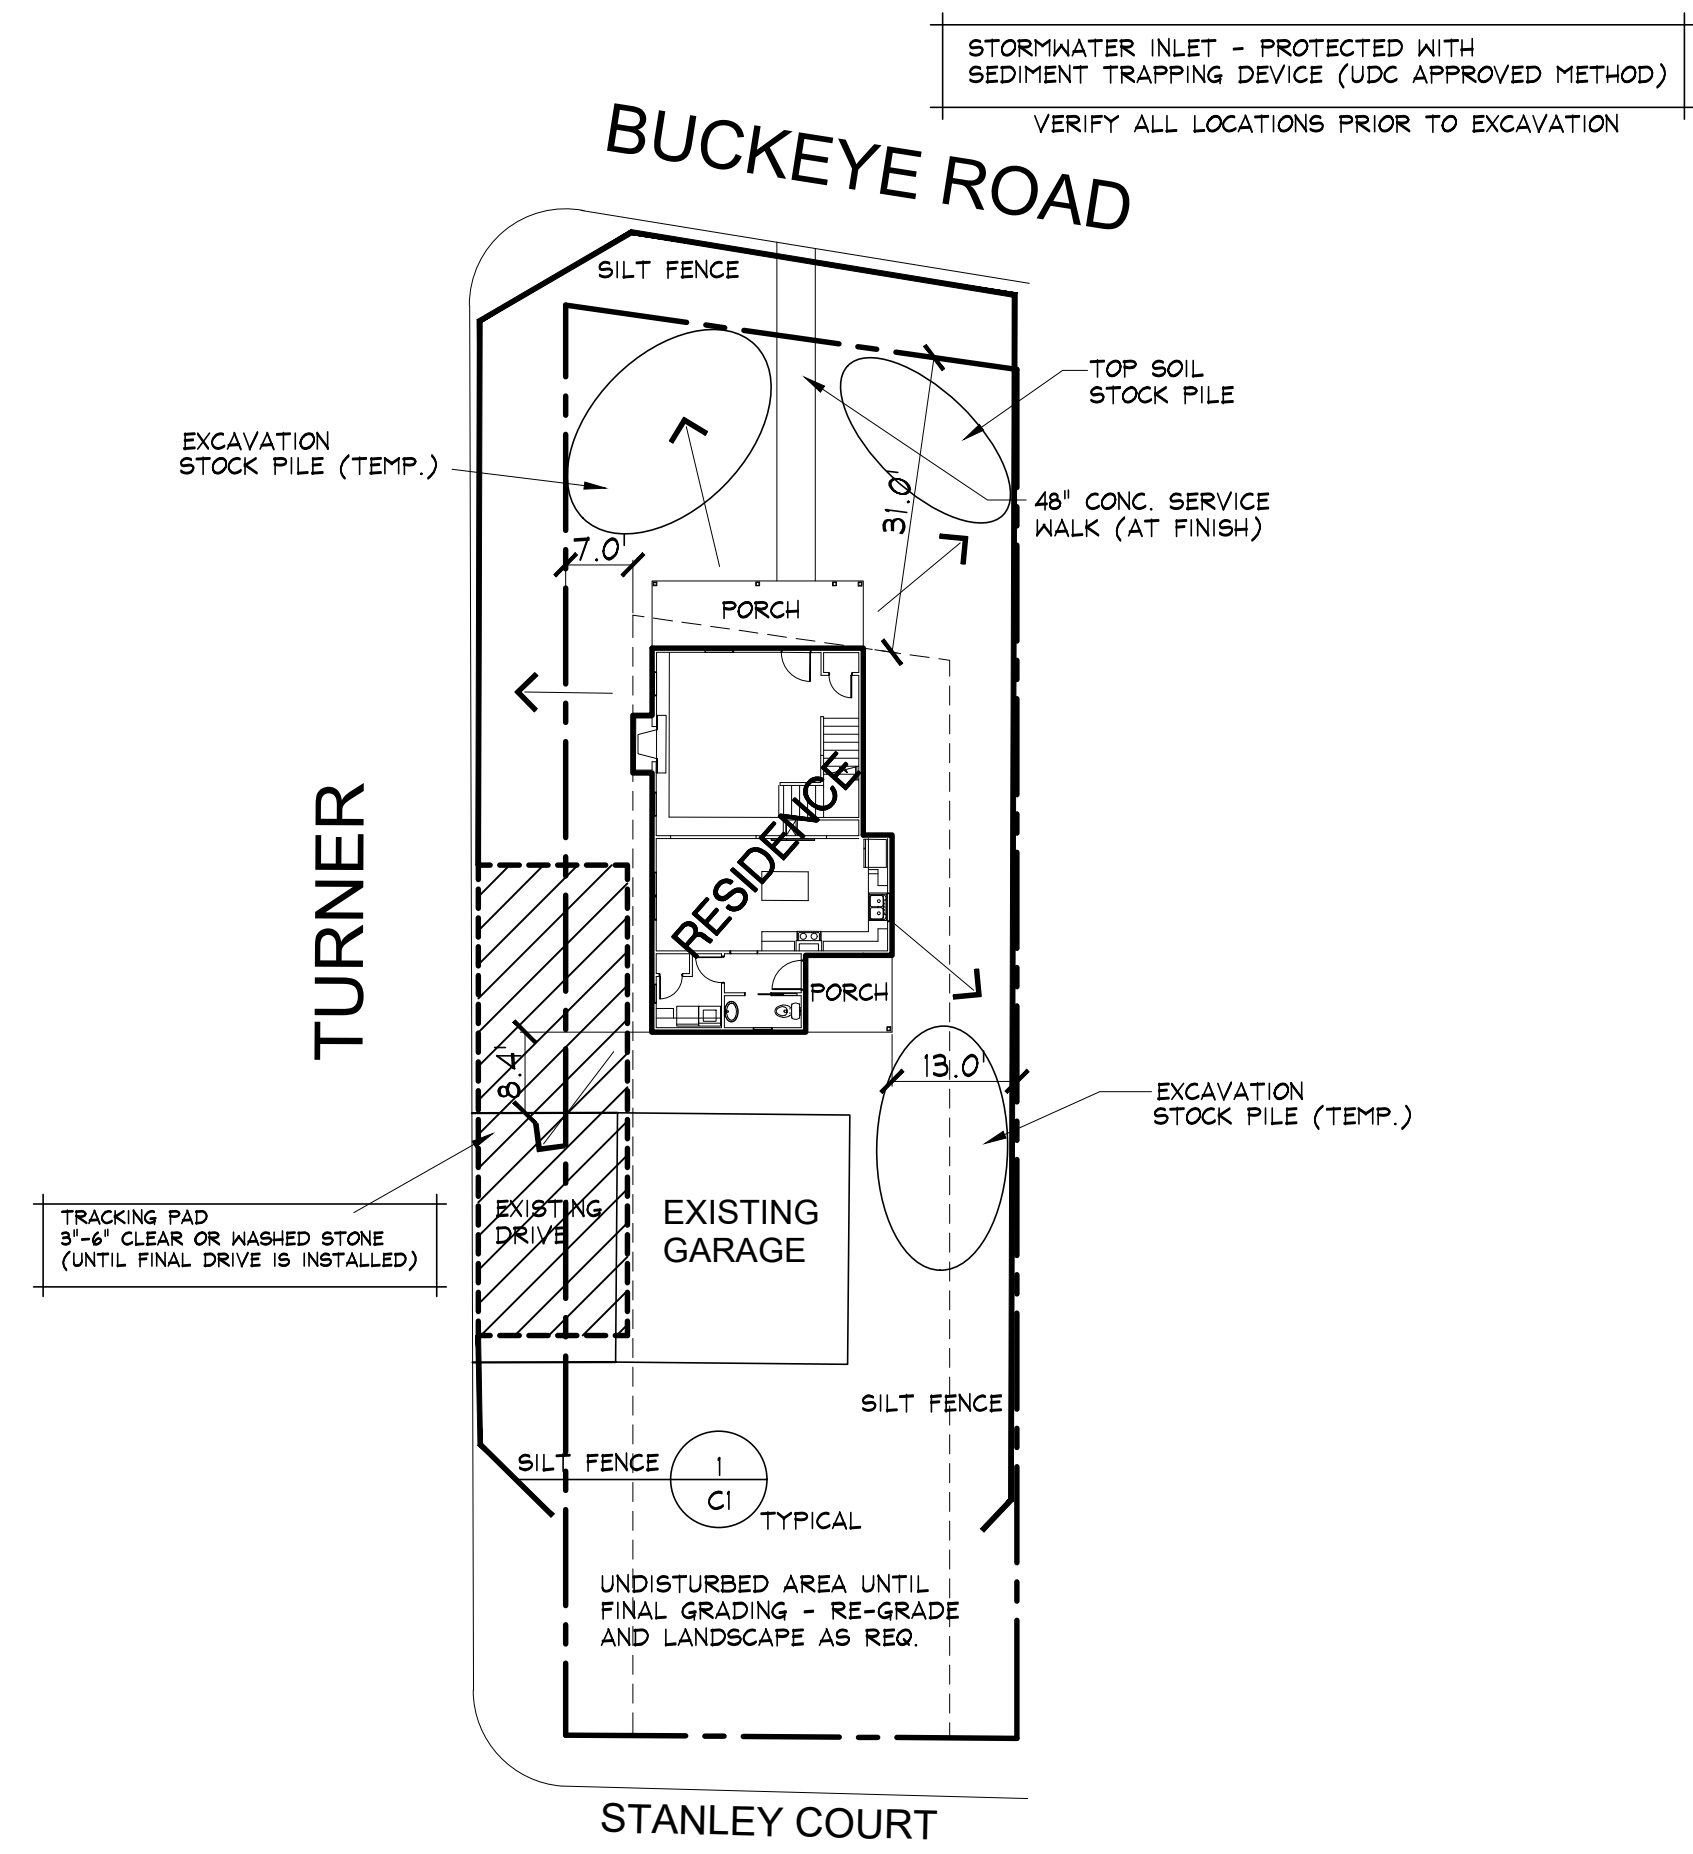 STORMWATER INLET - PROTECTED WITH
SEDIMENT TRAPPING DEVICE (UDC APPROVED METHOD)
VERIFY ALL LOCATIONS PRIOR TO EXCAVATION
BUCKEYE ROAD
SILT FENCE
TOP SOIL
STOCK PILE
EXCAVATION
STOCK PILE (TEMP.)
48" CONC. SERVICE
WALK (AT FINISH)
31.0'
7.0'
PORCH
TURNER
RESIDENCE
PORCH
8.4'
13.0'
EXCAVATION
STOCK PILE (TEMP.)
TRACKING PAD
3"-6" CLEAR OR WASHED STONE
(UNTIL FINAL DRIVE IS INSTALLED)
EXISTING
DRIVE
EXISTING
GARAGE
SILT FENCE
SILT FENCE
1
C1
TYPICAL
UNDISTURBED AREA UNTIL
FINAL GRADING - RE-GRADE
AND LANDSCAPE AS REQ.
STANLEY COURT